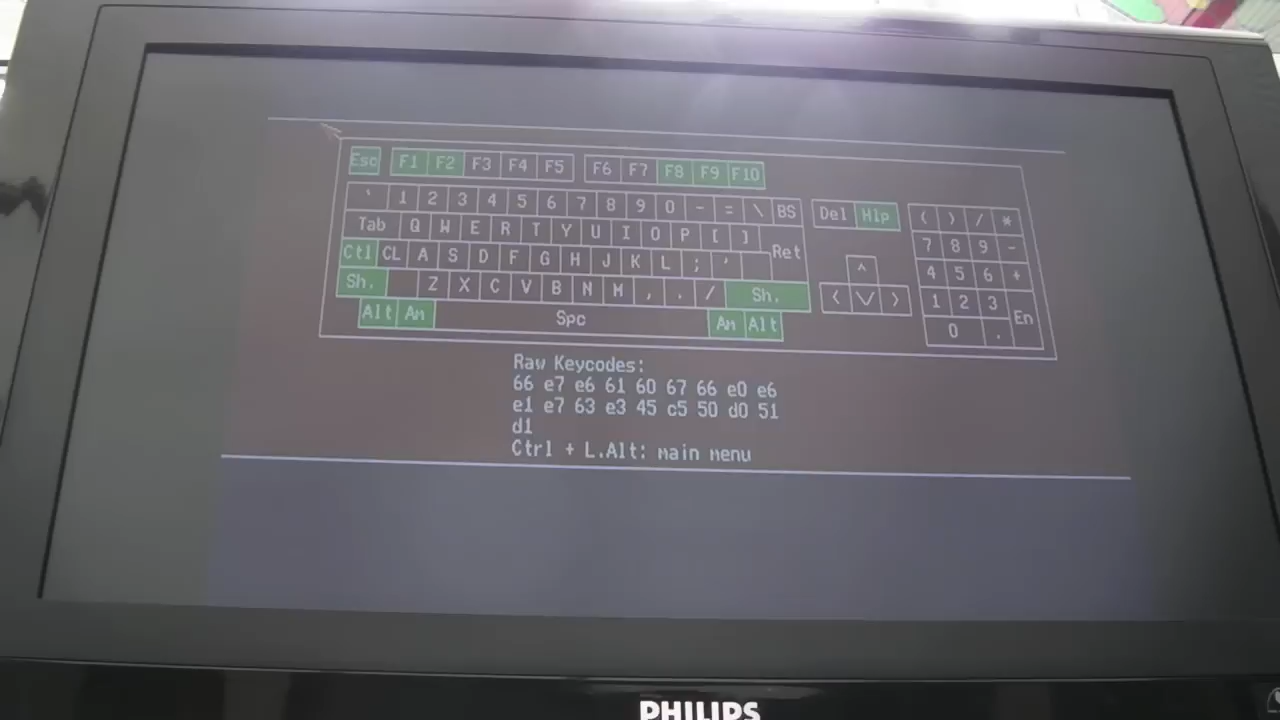 Esc F1 F2 F3 F4 F5 F6 F7 F8 F9 F10
` 1 2 3 4 5 6 7 8 9 0 - = \ BS Del Hlp ( ) / *
Tab Q W E R T Y U I O P [ ] Ret 7 8 9 -
Ctl CL A S D F G H J K L ; ' ^ 4 5 6 +
Sh. Z X C V B N M , . / Sh. < V > 1 2 3 En
Alt Am Spc Am Alt 0 .
Raw Keycodes:
66 e7 e6 61 60 67 66 e0 e6
e1 e7 63 e3 45 c5 50 d0 51
d1
Ctrl + L.Alt: main menu
PHILIPS